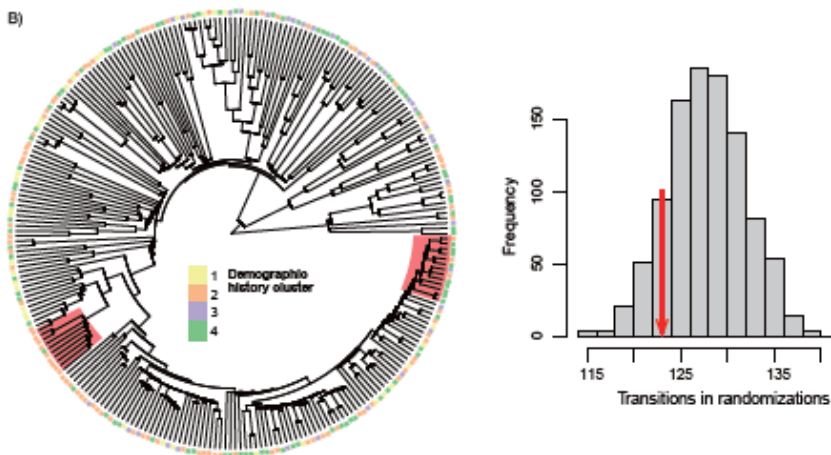 B)
1 Demographic
2 history cluster
3
4
Frequency
0
50
100
150
115
125
135
Transitions in randomizations